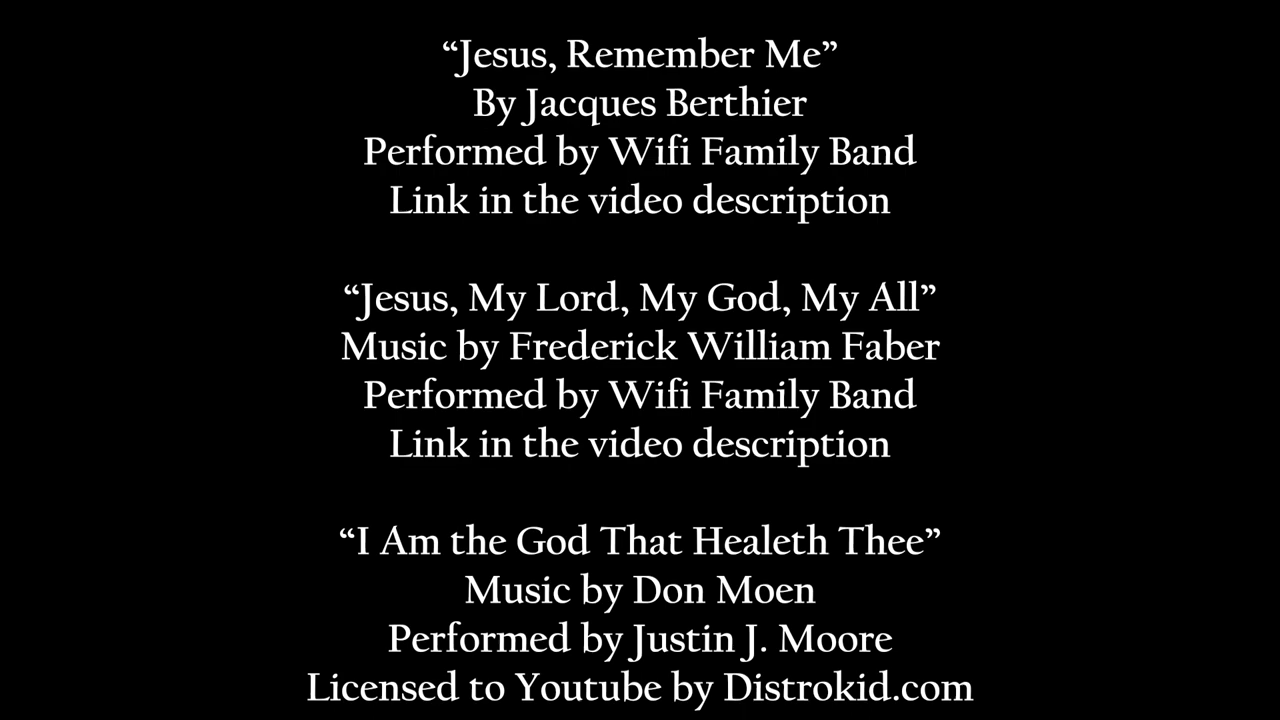 “Jesus, Remember Me”
By Jacques Berthier
Performed by Wifi Family Band
Link in the video description
“Jesus, My Lord, My God, My All”
Music by Frederick William Faber
Performed by Wifi Family Band
Link in the video description
“I Am the God That Healeth Thee”
Music by Don Moen
Performed by Justin J. Moore
Licensed to Youtube by Distrokid.com